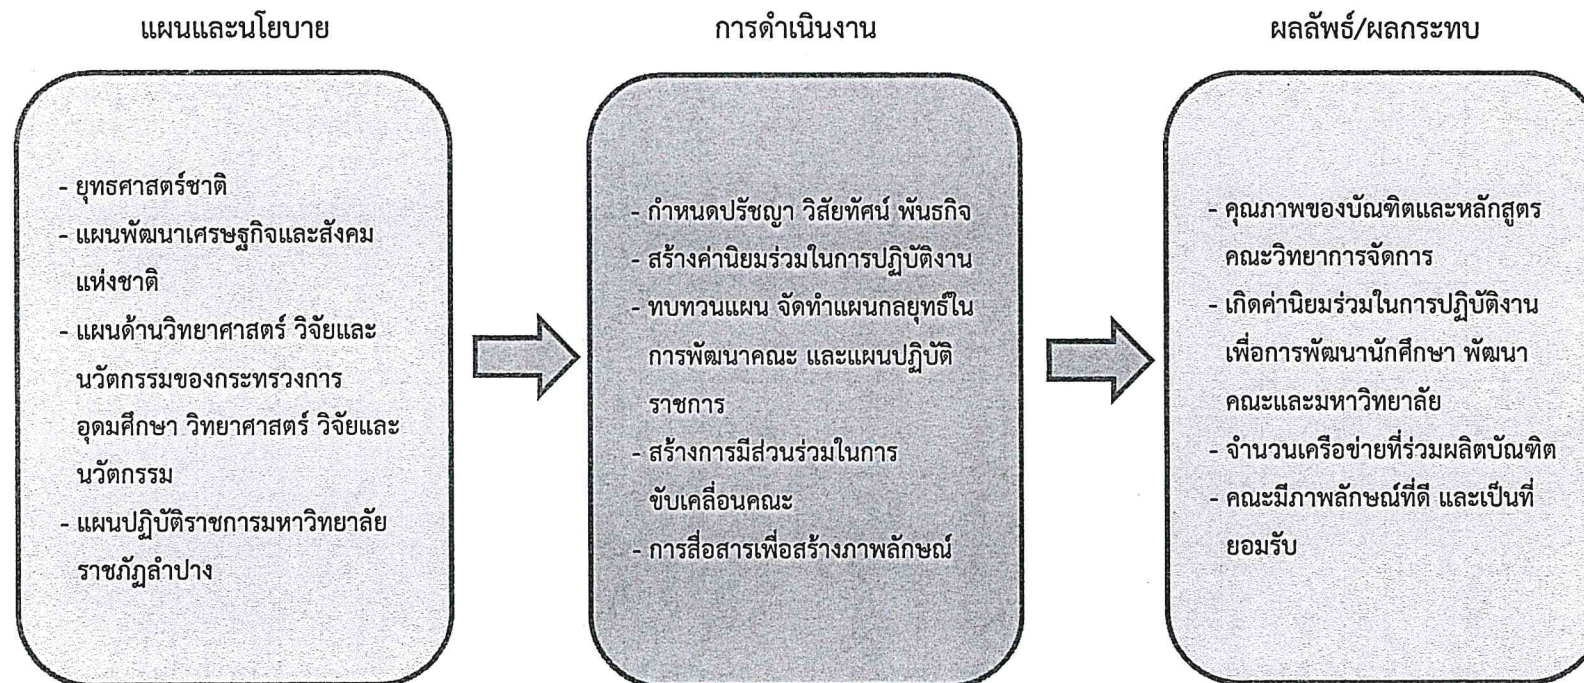 แผนและนโยบาย
การดำเนินงาน
ผลลัพธ์/ผลกระทบ
- ยุทธศาสตร์ชาติ
- แผนพัฒนาเศรษฐกิจและสังคม
แห่งชาติ
- แผนด้านวิทยาศาสตร์ วิจัยและ
นวัตกรรมของกระทรวงการ
อุดมศึกษา วิทยาศาสตร์ วิจัยและ
นวัตกรรม
- แผนปฏิบัติราชการมหาวิทยาลัย
ราชภัฏลำปาง
- กำหนดปรัชญา วิสัยทัศน์ พันธกิจ
- สร้างค่านิยมร่วมในการปฏิบัติงาน
- ทบทวนแผน จัดทำแผนกลยุทธ์ใน
การพัฒนาคณะ และแผนปฏิบัติ
ราชการ
- สร้างการมีส่วนร่วมในการ
ขับเคลื่อนคณะ
- การสื่อสารเพื่อสร้างภาพลักษณ์
- คุณภาพของบัณฑิตและหลักสูตร
คณะวิทยาการจัดการ
- เกิดค่านิยมร่วมในการปฏิบัติงาน
เพื่อการพัฒนานักศึกษา พัฒนา
คณะและมหาวิทยาลัย
- จำนวนเครือข่ายที่ร่วมผลิตบัณฑิต
- คณะมีภาพลักษณ์ที่ดี และเป็นที่
ยอมรับ